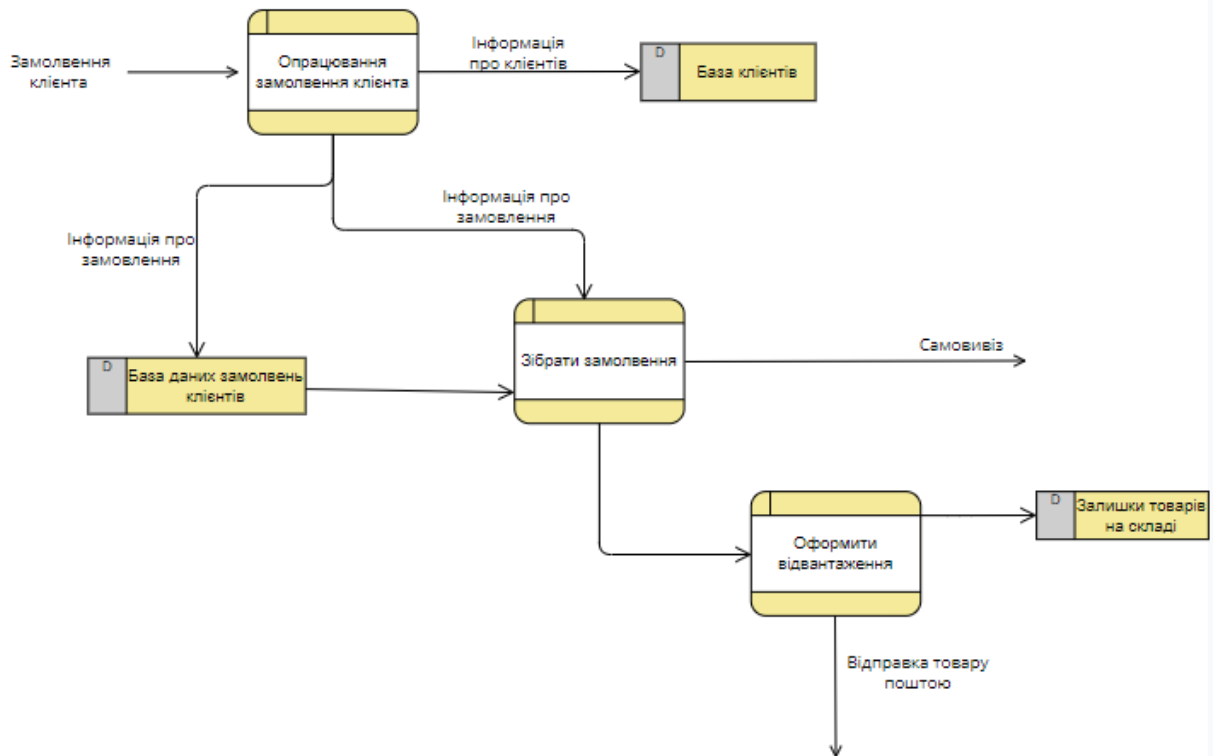 Замовлення
клієнта
Опрацювання
замолвення клієнта
Інформація
про клієнтів
D
База клієнтів
Інформація про
замовлення
Інформація про
замовлення
D
База даних замолвень
клієнтів
Зібрати замолвення
Самовивіз
Оформити
відвантаження
D
Залишки товарів
на складі
Відправка товару
поштою